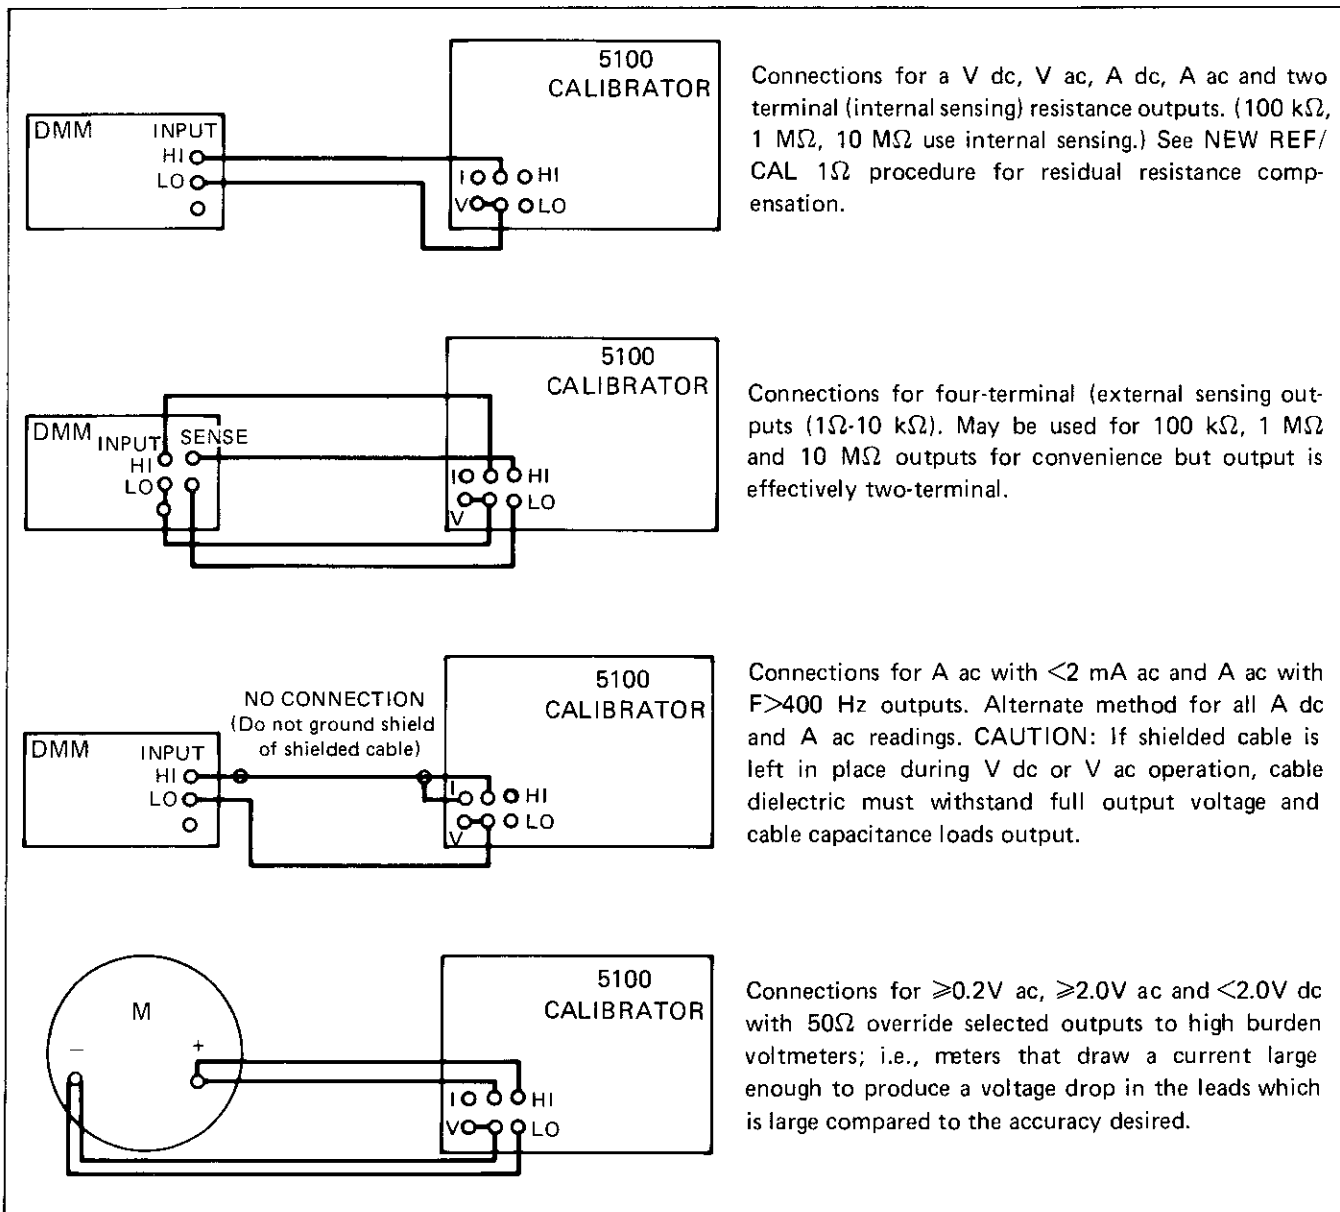 5100
CALIBRATOR
DMM
INPUT
HI
LO
I
HI
V
LO
Connections for a V dc, V ac, A dc, A ac and two
terminal (internal sensing) resistance outputs. (100 kΩ,
1 MΩ, 10 MΩ use internal sensing.) See NEW REF/
CAL 1Ω procedure for residual resistance comp-
ensation.
5100
CALIBRATOR
DMM
INPUT SENSE
HI
LO
I
HI
LO
V
Connections for four-terminal (external sensing out-
puts (1Ω-10 kΩ). May be used for 100 kΩ, 1 MΩ
and 10 MΩ outputs for convenience but output is
effectively two-terminal.
5100
CALIBRATOR
NO CONNECTION
(Do not ground shield
of shielded cable)
DMM
INPUT
HI
LO
I
HI
LO
V
Connections for A ac with <2 mA ac and A ac with
F>400 Hz outputs. Alternate method for all A dc
and A ac readings. CAUTION: If shielded cable is
left in place during V dc or V ac operation, cable
dielectric must withstand full output voltage and
cable capacitance loads output.
5100
CALIBRATOR
M
− +
I
HI
V
LO
Connections for ⩾0.2V ac, ⩾2.0V ac and <2.0V dc
with 50Ω override selected outputs to high burden
voltmeters; i.e., meters that draw a current large
enough to produce a voltage drop in the leads which
is large compared to the accuracy desired.